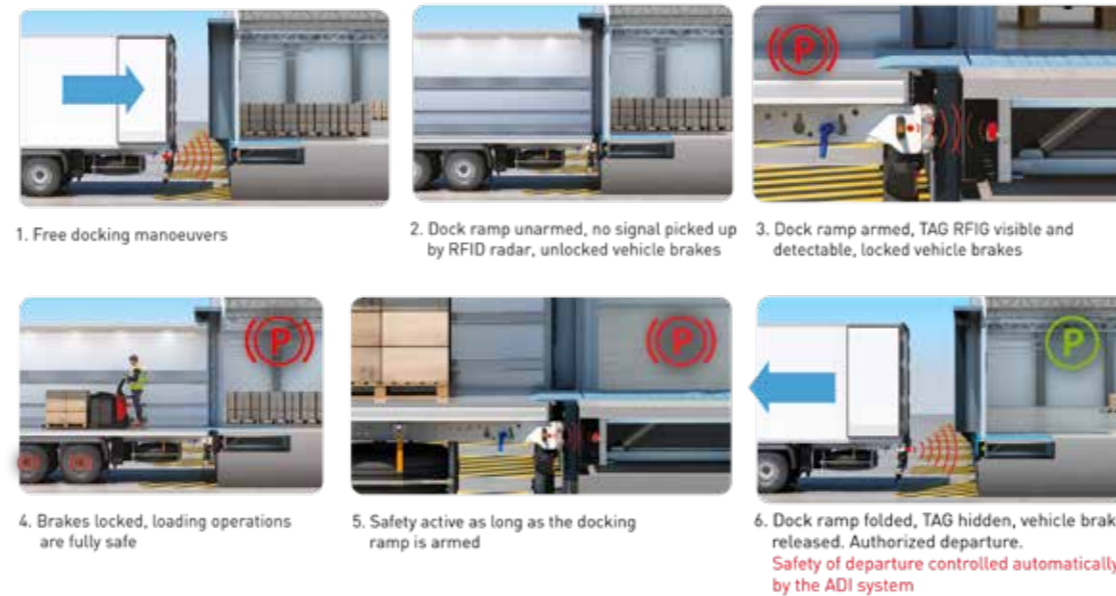 1. Free docking manoeuvers
2. Dock ramp unarmed, no signal picked up
by RFID radar, unlocked vehicle brakes
P
3. Dock ramp armed, TAG RFIG visible and
detectable, locked vehicle brakes
P
4. Brakes locked, loading operations
are fully safe
P
5. Safety active as long as the docking
ramp is armed
P
6. Dock ramp folded, TAG hidden, vehicle brak
released. Authorized departure.
Safety of departure controlled automatically
by the ADI system